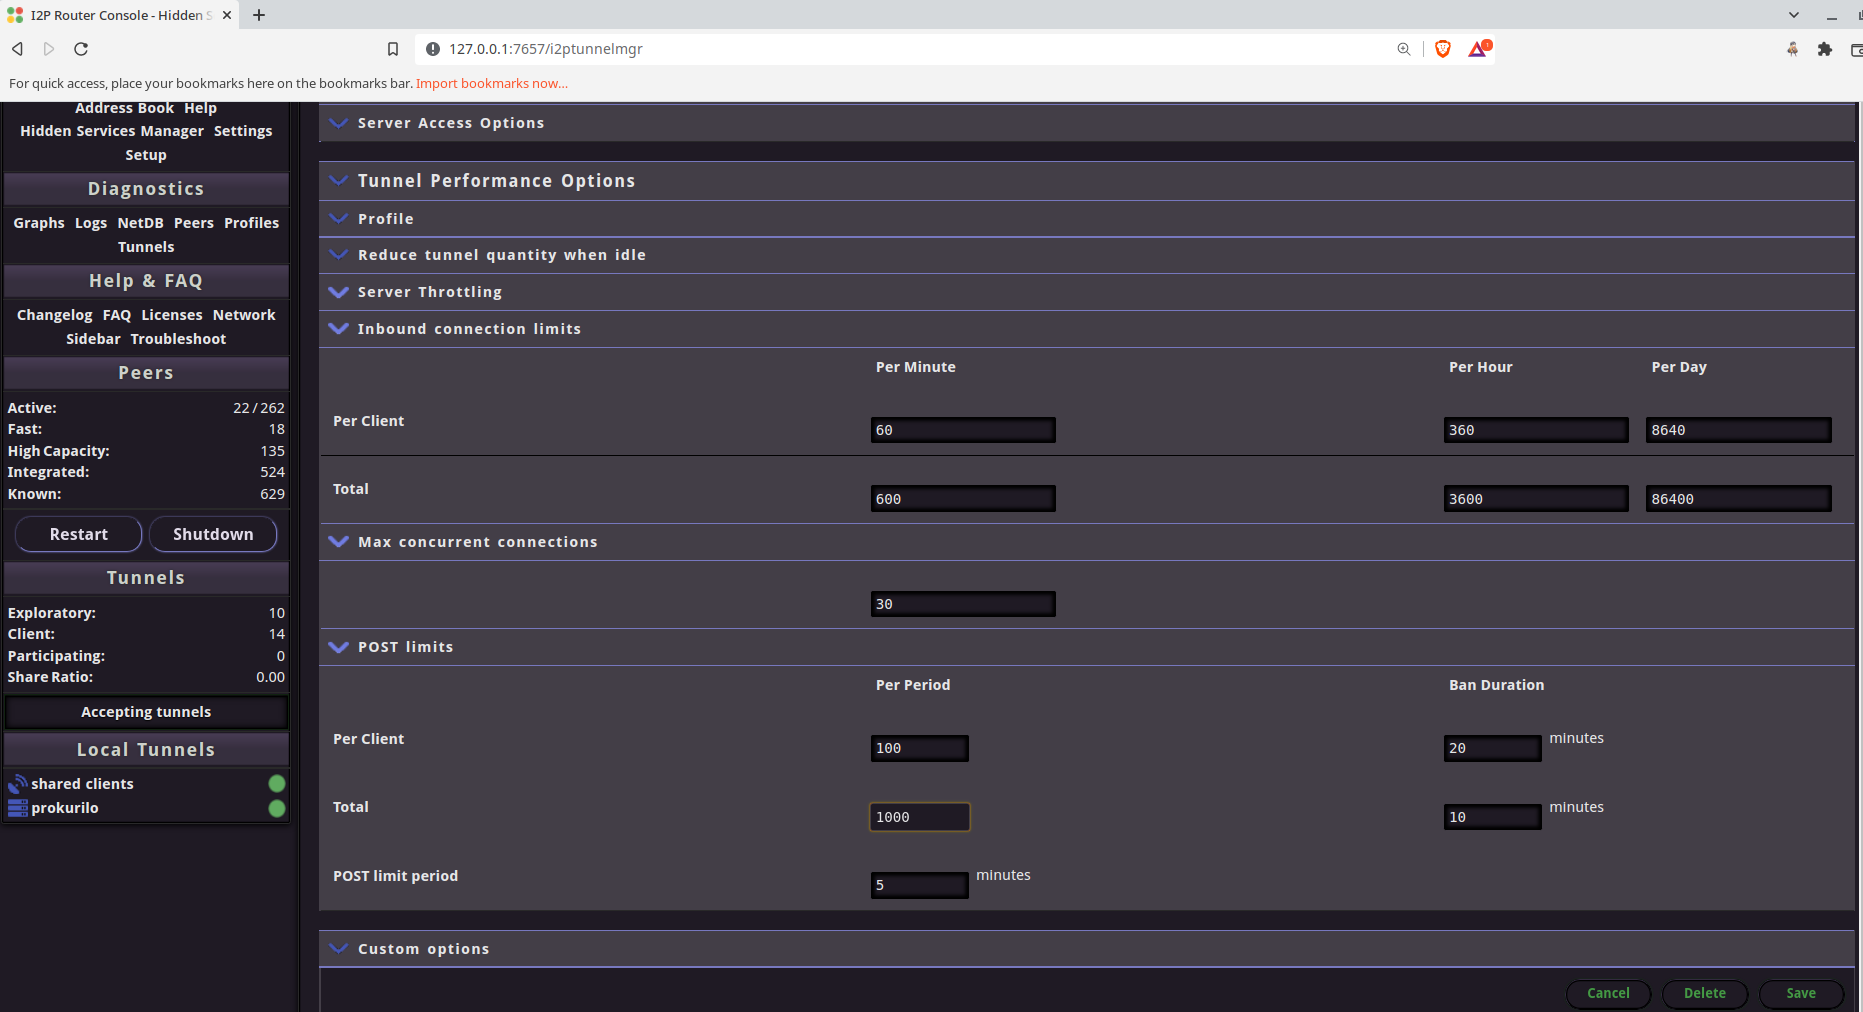 I2P Router Console - Hidden S
127.0.0.1:7657/i2ptunnelmgr
1
For quick access, place your bookmarks here on the bookmarks bar. Import bookmarks now...
Address Book Help
Hidden Services Manager Settings
Setup
Diagnostics
Graphs Logs NetDB Peers Profiles
Tunnels
Help & FAQ
Changelog FAQ Licenses Network
Sidebar Troubleshoot
Peers
Active: 22 / 262
Fast: 18
High Capacity: 135
Integrated: 524
Known: 629
Restart Shutdown
Tunnels
Exploratory: 10
Client: 14
Participating: 0
Share Ratio: 0.00
Accepting tunnels
Local Tunnels
shared clients
prokurilo
Server Access Options
Tunnel Performance Options
Profile
Reduce tunnel quantity when idle
Server Throttling
Inbound connection limits
Per Minute Per Hour Per Day
Per Client 60 360 8640
Total 600 3600 86400
Max concurrent connections
30
POST limits
Per Period Ban Duration
Per Client 100 20 minutes
Total 1000 10 minutes
POST limit period 5 minutes
Custom options
Cancel Delete Save